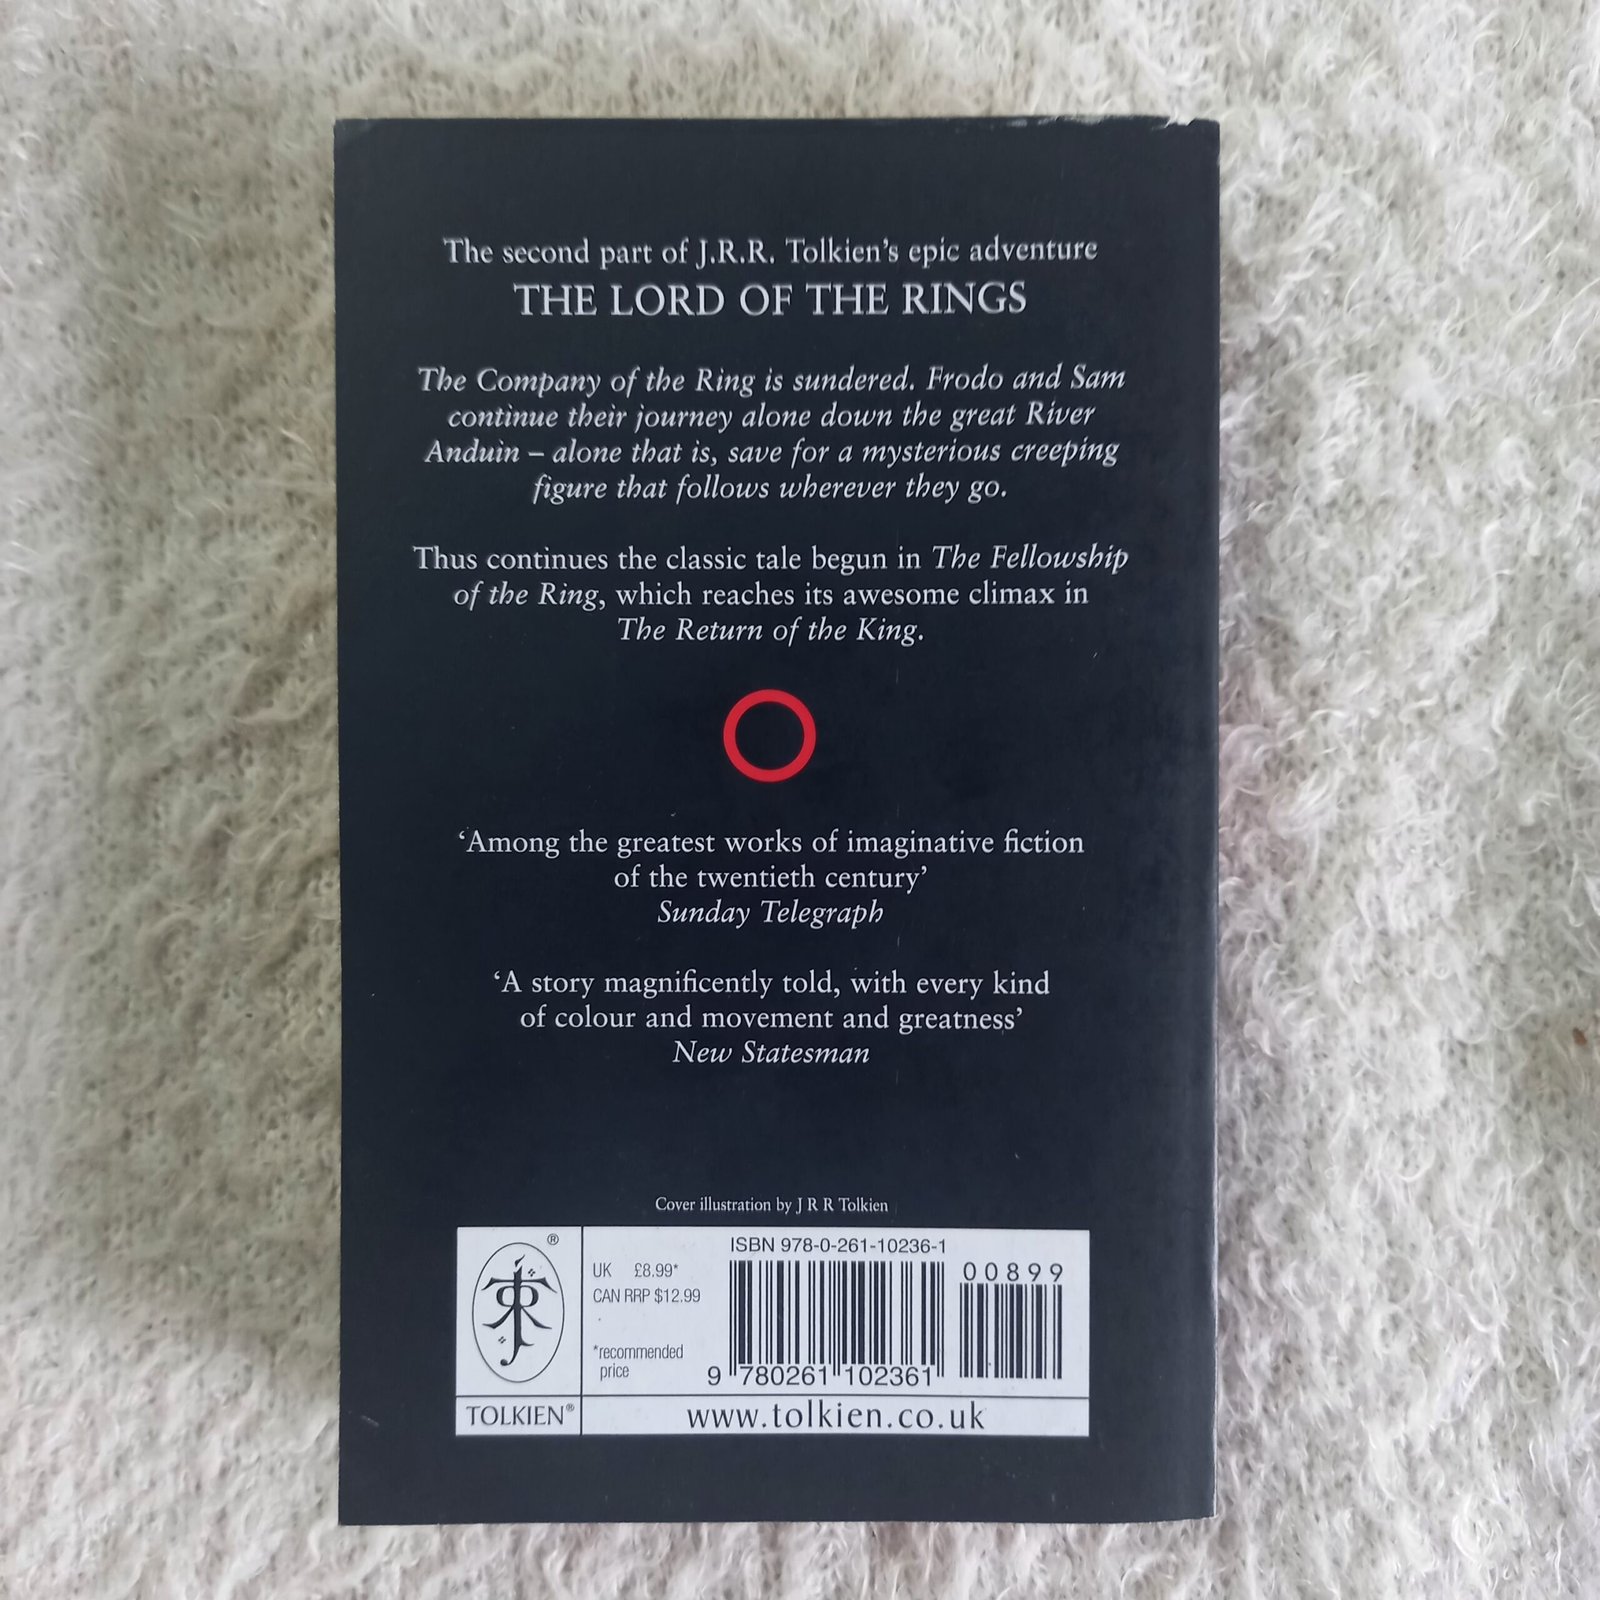 The second part of J.R.R. Tolkien's epic adventure
THE LORD OF THE RINGS
The Company of the Ring is sundered. Frodo and Sam
continue their journey alone down the great River
Anduin – alone that is, save for a mysterious creeping
figure that follows wherever they go.
Thus continues the classic tale begun in The Fellowship
of the Ring, which reaches its awesome climax in
The Return of the King.
‘Among the greatest works of imaginative fiction
of the twentieth century’
Sunday Telegraph
‘A story magnificently told, with every kind
of colour and movement and greatness’
New Statesman
Cover illustration by J R R Tolkien
®
TOLKIEN®
UK £8.99*
CAN RRP $12.99
*recommended
price
ISBN 978-0-261-10236-1
00899
9 780261 102361
www.tolkien.co.uk